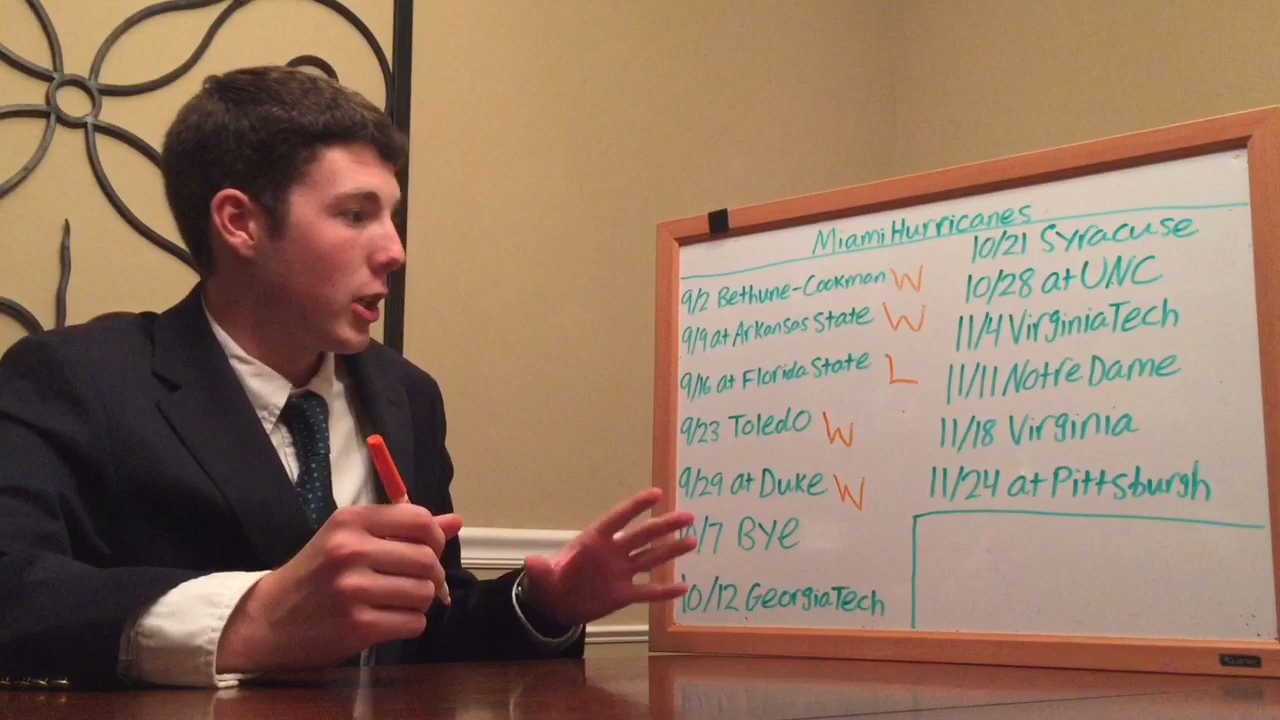 Miami Hurricanes
9/2 Bethune-Cookman W
9/9 at Arkansas State W
9/16 at Florida State L
9/23 Toledo W
9/29 at Duke W
/7 BYE
10/12 Georgia Tech
10/21 Syracuse
10/28 at UNC
11/4 Virginia Tech
11/11 Notre Dame
11/18 Virginia
11/24 at Pittsburgh